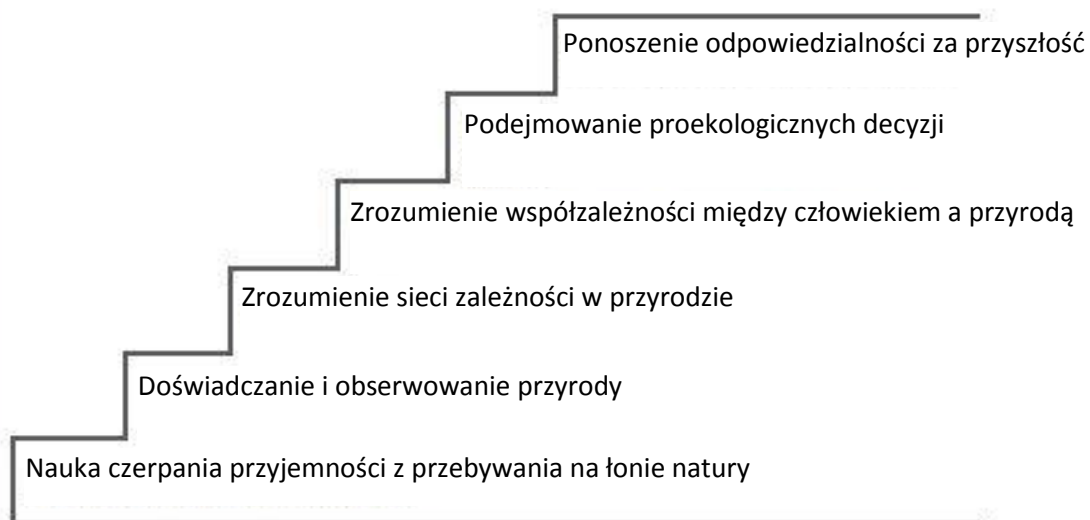 Ponoszenie odpowiedzialności za przyszłość
Podejmowanie proekologicznych decyzji
Zrozumienie współzależności między człowiekiem a przyrodą
Zrozumienie sieci zależności w przyrodzie
Doświadczanie i obserwowanie przyrody
Nauka czerpania przyjemności z przebywania na łonie natury